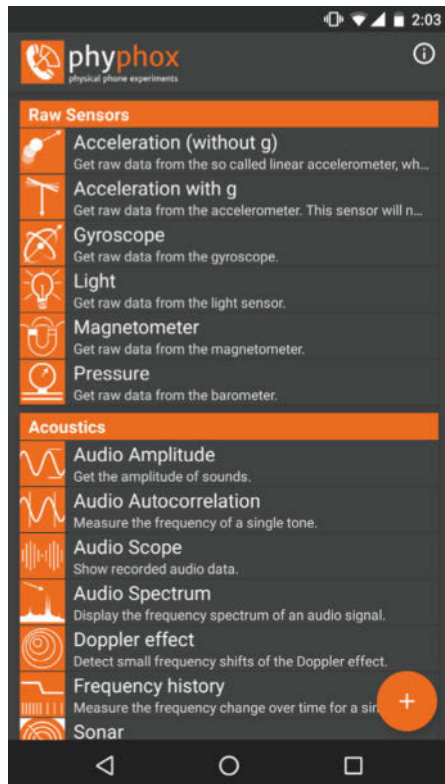 2:03
phyphox
physical phone experiments
Raw Sensors
Acceleration (without g)
Get raw data from the so called linear accelerometer, wh...
Acceleration with g
Get raw data from the accelerometer. This sensor will n...
Gyroscope
Get raw data from the gyroscope.
Light
Get raw data from the light sensor.
Magnetometer
Get raw data from the magnetometer.
Pressure
Get raw data from the barometer.
Acoustics
Audio Amplitude
Get the amplitude of sounds.
Audio Autocorrelation
Measure the frequency of a single tone.
Audio Scope
Show recorded audio data.
Audio Spectrum
Display the frequency spectrum of an audio signal.
Doppler effect
Detect small frequency shifts of the Doppler effect.
Frequency history
Measure the frequency change over time for a
Sonar